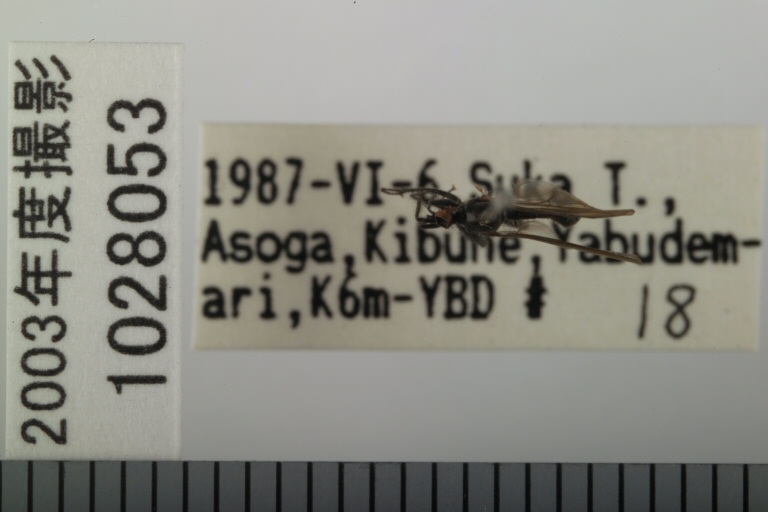 2003年度撮影
1028053
1987-VI-6 Suka T.,
Asoga, Kibune, Yabudem-
ari, K6m-YBD # 18